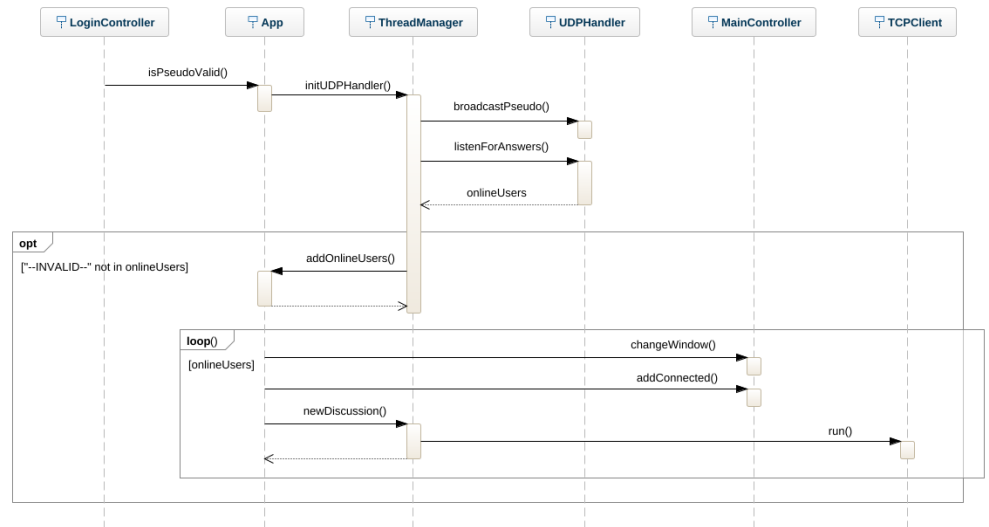 LoginController App ThreadManager UDPHandler MainController TCPClient
isPseudoValid()
initUDPHandler()
broadcastPseudo()
listenForAnswers()
onlineUsers
opt
addOnlineUsers()
["--INVALID--" not in onlineUsers]
loop()
changeWindow()
[onlineUsers]
addConnected()
newDiscussion()
run()